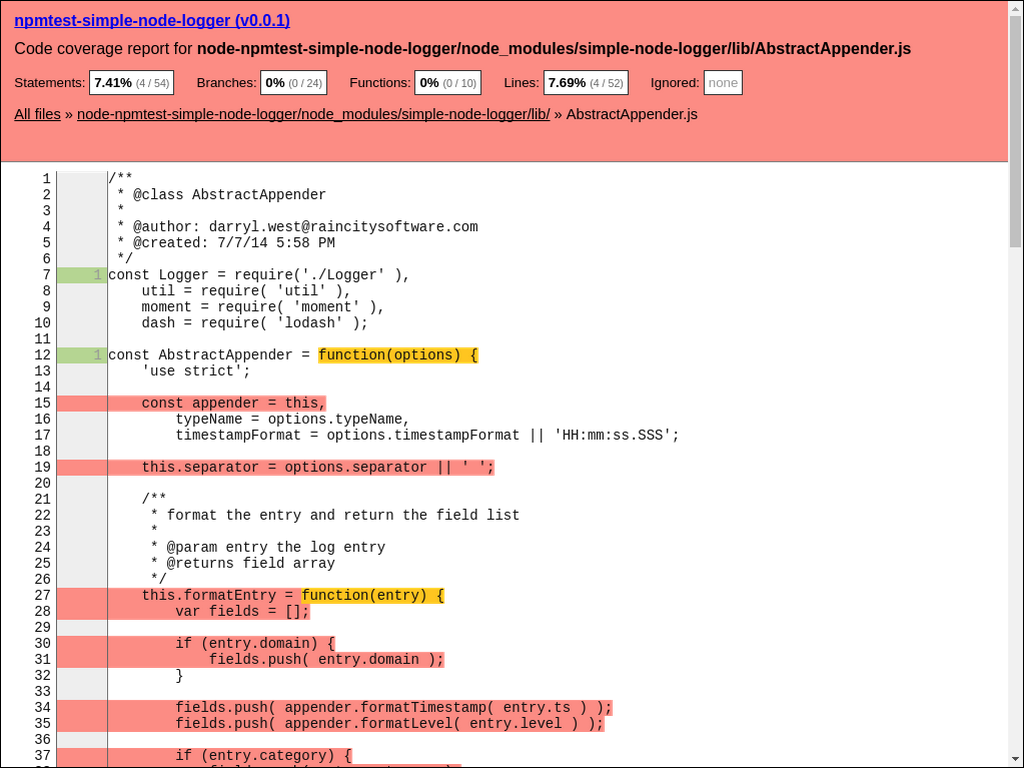 npmtest-simple-node-logger (v0.0.1)
Code coverage report for node-npmtest-simple-node-logger/node_modules/simple-node-logger/lib/AbstractAppender.js
Statements: 7.41% (4 / 54) Branches: 0% (0 / 24) Functions: 0% (0 / 10) Lines: 7.69% (4 / 52) Ignored: none
All files » node-npmtest-simple-node-logger/node_modules/simple-node-logger/lib/ » AbstractAppender.js
1 /**
2  * @class AbstractAppender
3  *
4  * @author: darryl.west@raincitysoftware.com
5  * @created: 7/7/14 5:58 PM
6  */
7 1 const Logger = require('./Logger' ),
8     util = require( 'util' ),
9     moment = require( 'moment' ),
10     dash = require( 'lodash' );
11
12 1 const AbstractAppender = function(options) {
13     'use strict';
14
15     const appender = this,
16         typeName = options.typeName,
17         timestampFormat = options.timestampFormat || 'HH:mm:ss.SSS';
18
19     this.separator = options.separator || ' ';
20
21     /**
22      * format the entry and return the field list
23      *
24      * @param entry the log entry
25      * @returns field array
26      */
27     this.formatEntry = function(entry) {
28         var fields = [];
29
30         if (entry.domain) {
31             fields.push( entry.domain );
32         }
33
34         fields.push( appender.formatTimestamp( entry.ts ) );
35         fields.push( appender.formatLevel( entry.level ) );
36
37         if (entry.category) {